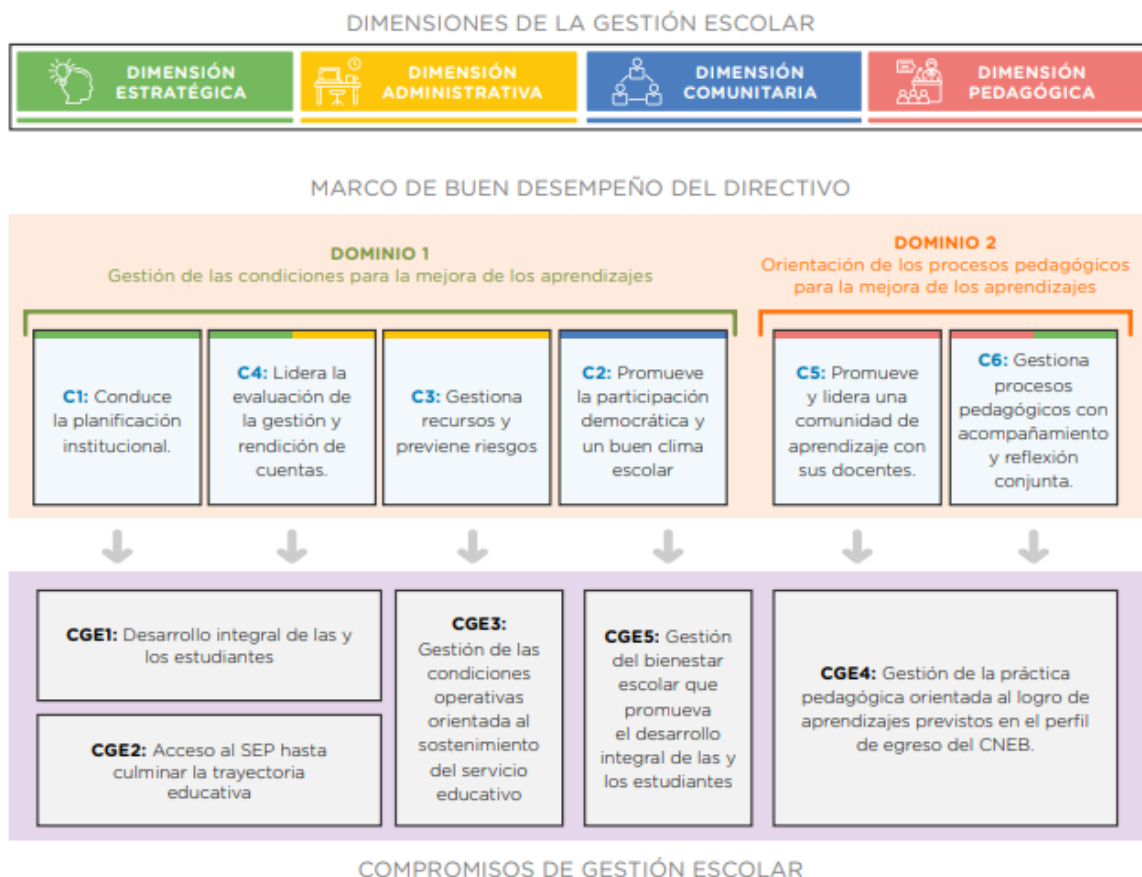 DIMENSIONES DE LA GESTIÓN ESCOLAR
DIMENSIÓN
ESTRATÉGICA
DIMENSIÓN
ADMINISTRATIVA
DIMENSIÓN
COMUNITARIA
DIMENSIÓN
PEDAGÓGICA
MARCO DE BUEN DESEMPEÑO DEL DIRECTIVO
DOMINIO 1
Gestión de las condiciones para la mejora de los aprendizajes
DOMINIO 2
Orientación de los procesos pedagógicos
para la mejora de los aprendizajes
C1: Conduce
la planificación
institucional.
C4: Lidera la
evaluación de
la gestión y
rendición de
cuentas.
C3: Gestiona
recursos y
previene riesgos
C2: Promueve
la participación
democrática y
un buen clima
escolar
C5: Promueve
y lidera una
comunidad de
aprendizaje con
sus docentes.
C6: Gestiona
procesos
pedagógicos con
acompañamiento
y reflexión
conjunta.
CGE1: Desarrollo integral de las y
los estudiantes
CGE2: Acceso al SEP hasta
culminar la trayectoria
educativa
CGE3:
Gestión de las
condiciones
operativas
orientada al
sostenimiento
del servicio
educativo
CGE5: Gestión
del bienestar
escolar que
promueva
el desarrollo
integral de las y
los estudiantes
CGE4: Gestión de la práctica
pedagógica orientada al logro de
aprendizajes previstos en el perfil
de egreso del CNEB.
COMPROMISOS DE GESTIÓN ESCOLAR